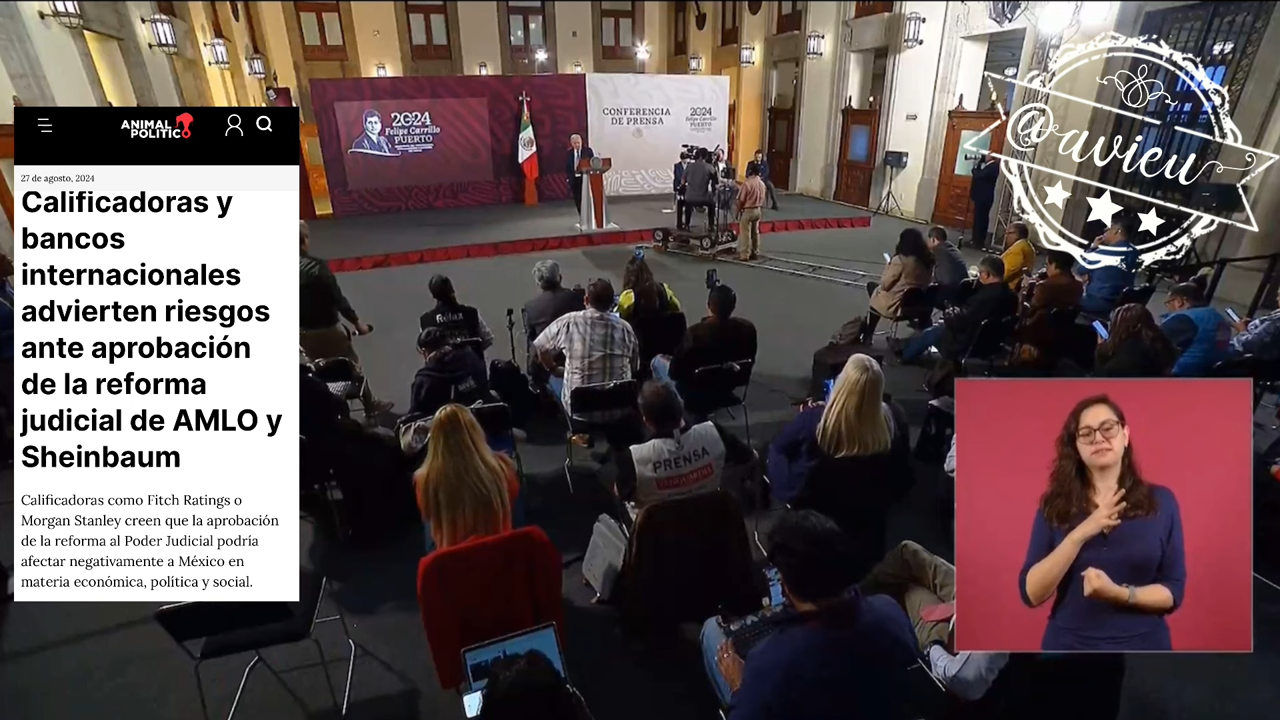 ANIMAL
POLÍTICO
27 de agosto, 2024
Calificadoras y
bancos
internacionales
advierten riesgos
ante aprobación
de la reforma
judicial de AMLO y
Sheinbaum
Calificadoras como Fitch Ratings o
Morgan Stanley creen que la aprobación
de la reforma al Poder Judicial podría
afectar negativamente a México en
materia económica, política y social.
2024
Felipe Carrillo
PUERTO
CONFERENCIA
DE PRENSA
2024
Felipe Carrillo
PUERTO
@avieu
Relax
PRENSA